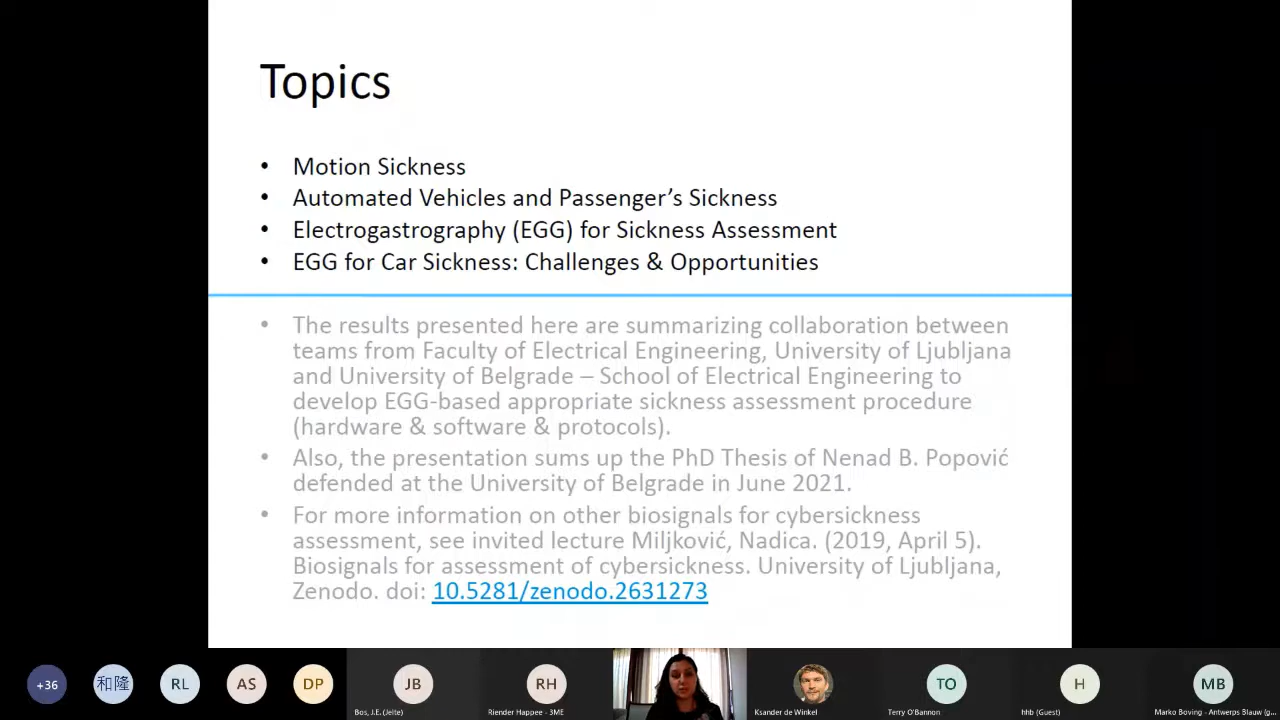 Topics
• Motion Sickness
• Automated Vehicles and Passenger’s Sickness
• Electrogastrography (EGG) for Sickness Assessment
• EGG for Car Sickness: Challenges & Opportunities
• The results presented here are summarizing collaboration between
teams from Faculty of Electrical Engineering, University of Ljubljana
and University of Belgrade – School of Electrical Engineering to
develop EGG-based appropriate sickness assessment procedure
(hardware & software & protocols).
• Also, the presentation sums up the PhD Thesis of Nenad B. Popović
defended at the University of Belgrade in June 2021.
• For more information on other biosignals for cybersickness
assessment, see invited lecture Miljković, Nadica. (2019, April 5).
Biosignals for assessment of cybersickness. University of Ljubljana,
Zenodo. doi: 10.5281/zenodo.2631273
+36
和隆
RL
AS
DP
JB
RH
TO
H
MB
Bos, J.E. (Jelte)
Riender Happee - 3ME
Ksander de Winkel
Terry O'Bannon
hhb (Guest)
Marko Boving - Antwerps Blauw (g...